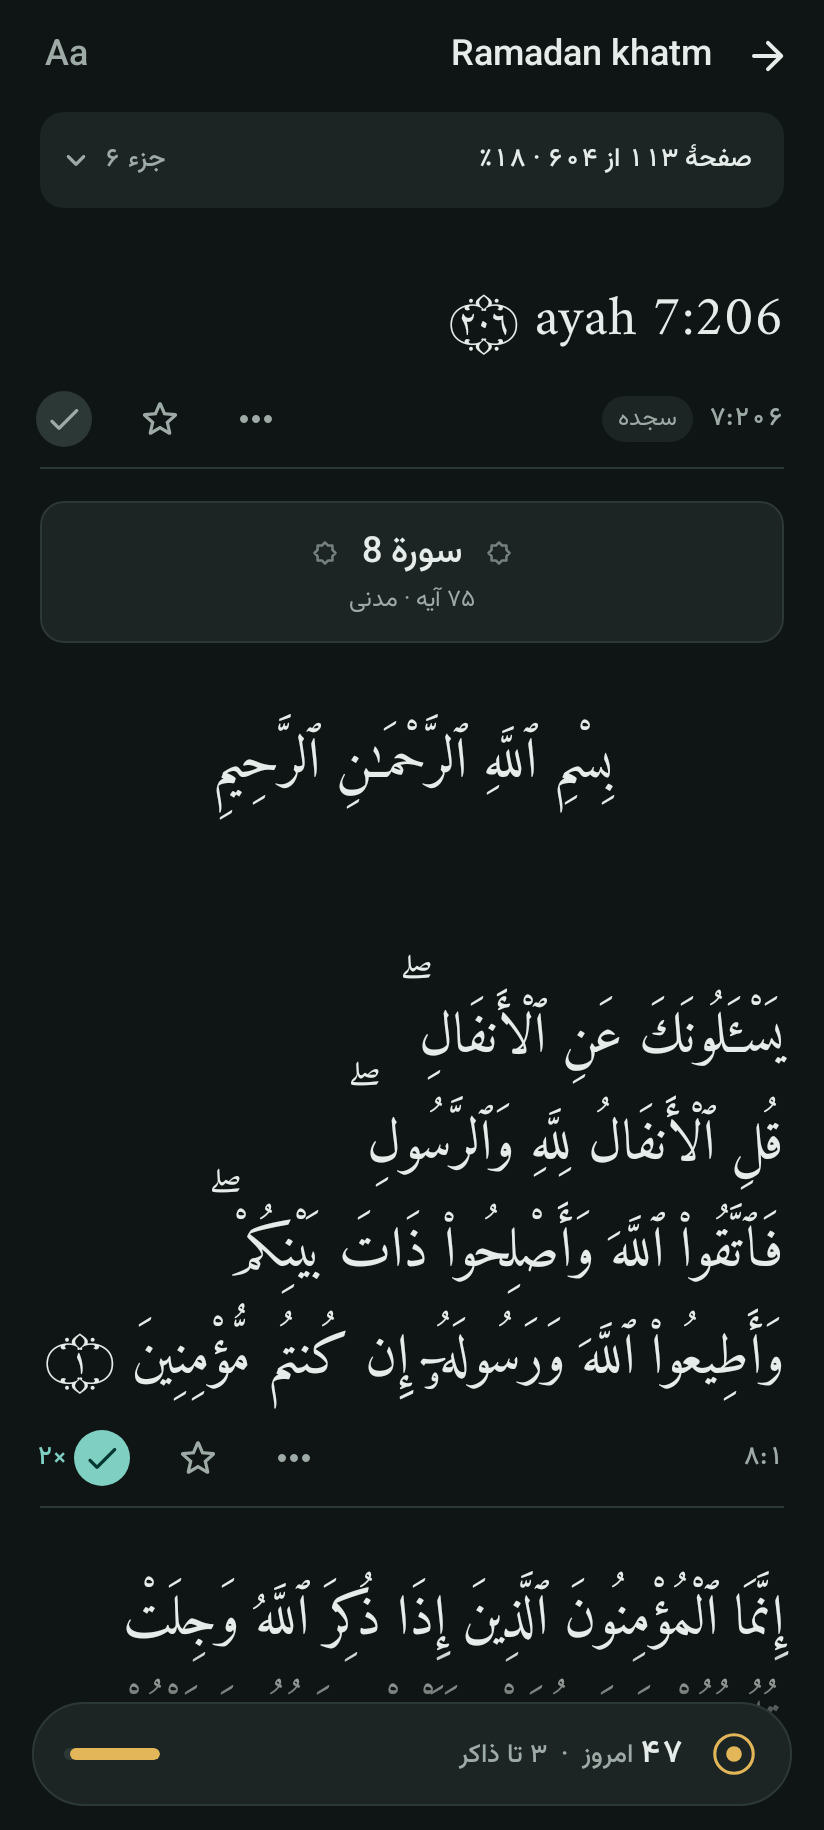 Ramadan khatm
Aa
صفحهٔ ۱۱۳ از ۶۰۴ · ۱۸٪
جزء ۶
ayah 7:206 ٢٠٦
۷:۲۰۶ سجده
سورة 8
۷۵ آیه · مدنی
بِسْمِ ٱللَّهِ ٱلرَّحْمَـٰنِ ٱلرَّحِيمِ
يَسْـَٔلُونَكَ عَنِ ٱلْأَنفَالِ ۖ
قُلِ ٱلْأَنفَالُ لِلَّهِ وَٱلرَّسُولِ ۖ
فَٱتَّقُوا۟ ٱللَّهَ وَأَصْلِحُوا۟ ذَاتَ بَيْنِكُمْ ۖ
وَأَطِيعُوا۟ ٱللَّهَ وَرَسُولَهُۥٓ إِن كُنتُم مُّؤْمِنِينَ ١
۸:۱
۲×
إِنَّمَا ٱلْمُؤْمِنُونَ ٱلَّذِينَ إِذَا ذُكِرَ ٱللَّهُ وَجِلَتْ
۴۷ امروز · ۳ تا ذاکر